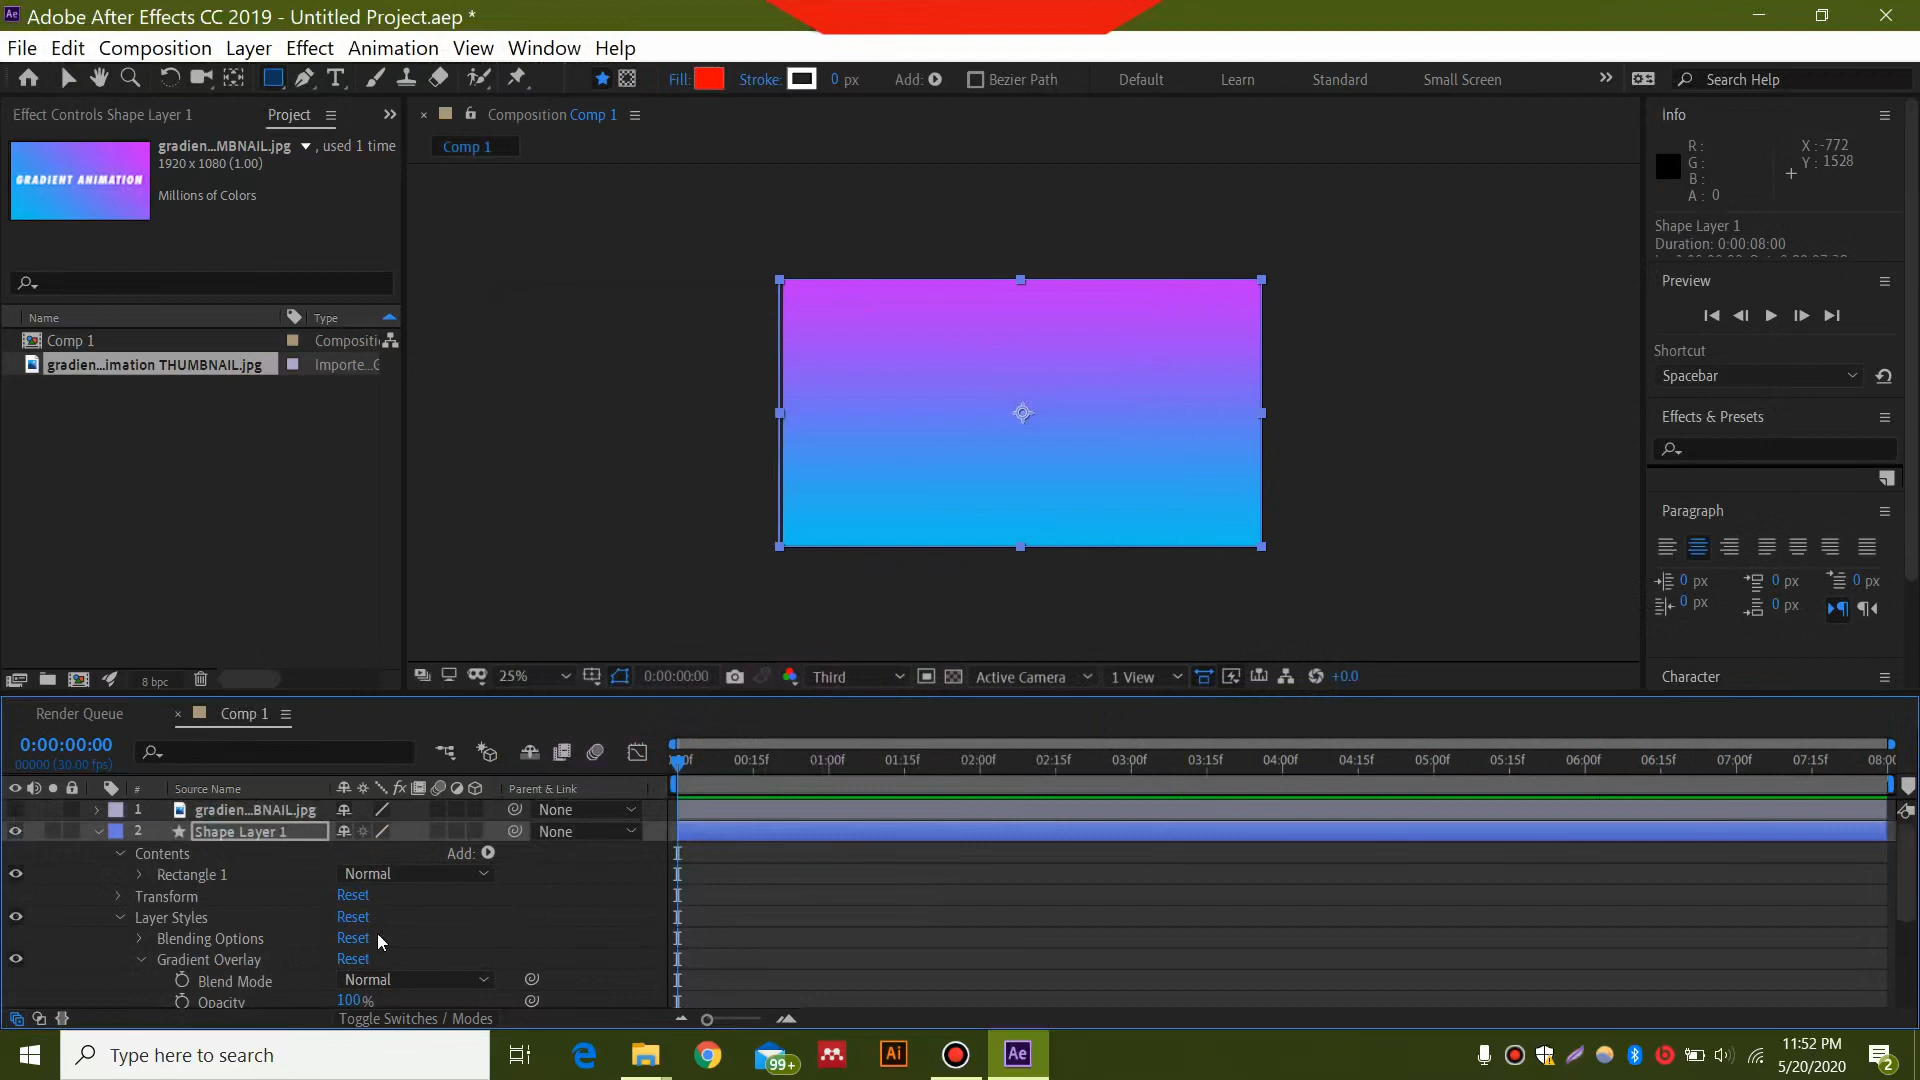 Adobe After Effects CC 2019 - Untitled Project.aep *
File Edit Composition Layer Effect Animation View Window Help
Fill: Stroke: 0 px Add: Bezier Path Default Learn Standard Small Screen Search Help
Effect Controls Shape Layer 1 Project
gradien...MBNAIL.jpg , used 1 time
1920 x 1080 (1.00)
Millions of Colors
GRADIENT ANIMATION
Name Type
Comp 1 Compositi
gradien...imation THUMBNAIL.jpg Importe...G
8 bpc
Composition Comp 1
Comp 1
25% 0:00:00:00 Third Active Camera 1 View +0.0
Info
R: X: -772
G: Y: 1528
B:
A: 0
Shape Layer 1
Duration: 0:00:08:00
Preview
Shortcut
Spacebar
Effects & Presets
Paragraph
0 px 0 px 0 px
0 px 0 px
Character
Render Queue Comp 1
0:00:00:00
00000 (30.00 fps)
00:15f 01:00f 01:15f 02:00f 02:15f 03:00f 03:15f 04:00f 04:15f 05:00f 05:15f 06:00f 06:15f 07:00f 07:15f 08:00
# Source Name fx Parent & Link
1 gradien...BNAIL.jpg None
2 Shape Layer 1 None
Contents Add:
Rectangle 1 Normal
Transform Reset
Layer Styles Reset
Blending Options Reset
Gradient Overlay Reset
Blend Mode Normal
Opacity 100%
Toggle Switches / Modes
Type here to search
99+
Ai
Ae
11:52 PM
5/20/2020
2